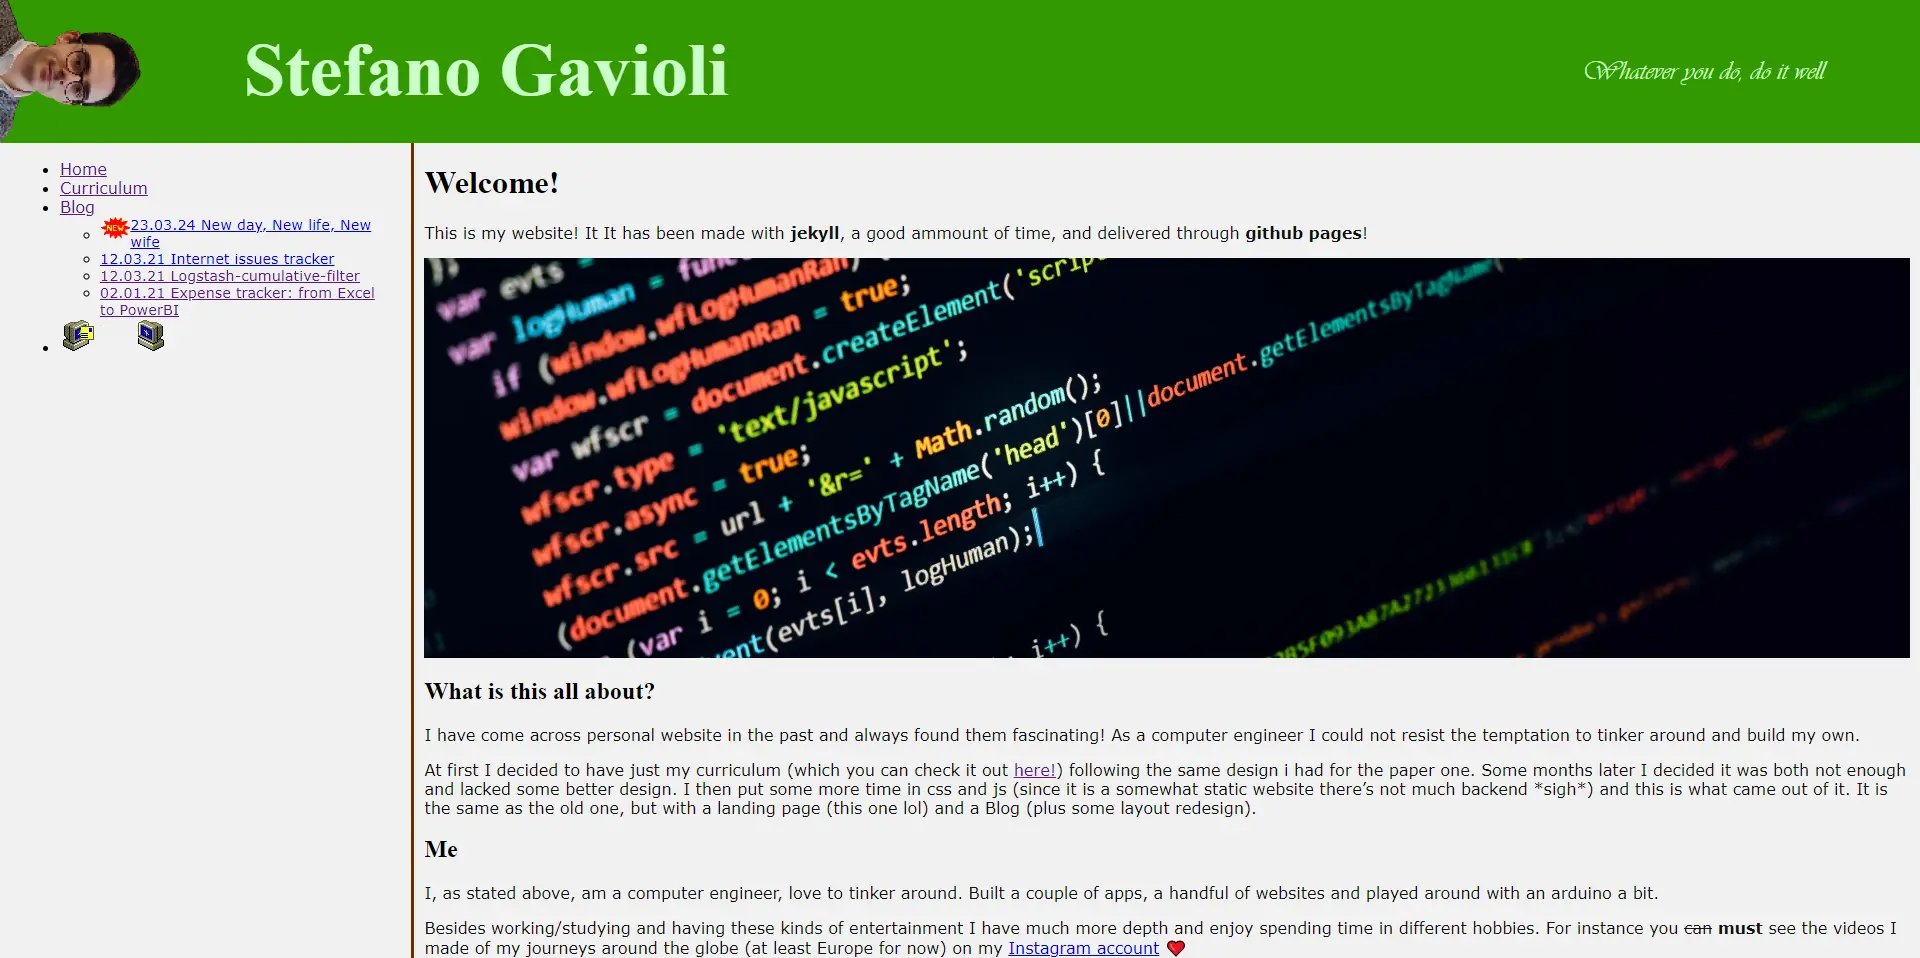 Stefano Gavioli
Whatever you do, do it well
Home
Curriculum
Blog
NEW
23.03.24 New day, New life, New
wife
12.03.21 Internet issues tracker
12.03.21 Logstash-cumulative-filter
02.01.21 Expense tracker: from Excel
to PowerBI
Welcome!
This is my website! It It has been made with jekyll, a good ammount of time, and delivered through github pages!
var evts =
var logHuman = func
if (window.wfLogHumanRan) {
window.wfLogHumanRan = true;
var wfscr = document.createElement('scrip
wfscr.type = 'text/javascript';
wfscr.async = true;
wfscr.src = url + '&r=' + Math.random();
(document.getElementsByTagName('head')[0]||document.getElementsByTagName(
(var i = 0; i < evts.length; i++) {
vent(evts[i], logHuman);
i++) {
What is this all about?
I have come across personal website in the past and always found them fascinating! As a computer engineer I could not resist the temptation to tinker around and build my own.
At first I decided to have just my curriculum (which you can check it out here!) following the same design i had for the paper one. Some months later I decided it was both not enough
and lacked some better design. I then put some more time in css and js (since it is a somewhat static website there’s not much backend *sigh*) and this is what came out of it. It is
the same as the old one, but with a landing page (this one lol) and a Blog (plus some layout redesign).
Me
I, as stated above, am a computer engineer, love to tinker around. Built a couple of apps, a handful of websites and played around with an arduino a bit.
Besides working/studying and having these kinds of entertainment I have much more depth and enjoy spending time in different hobbies. For instance you can must see the videos I
made of my journeys around the globe (at least Europe for now) on my Instagram account